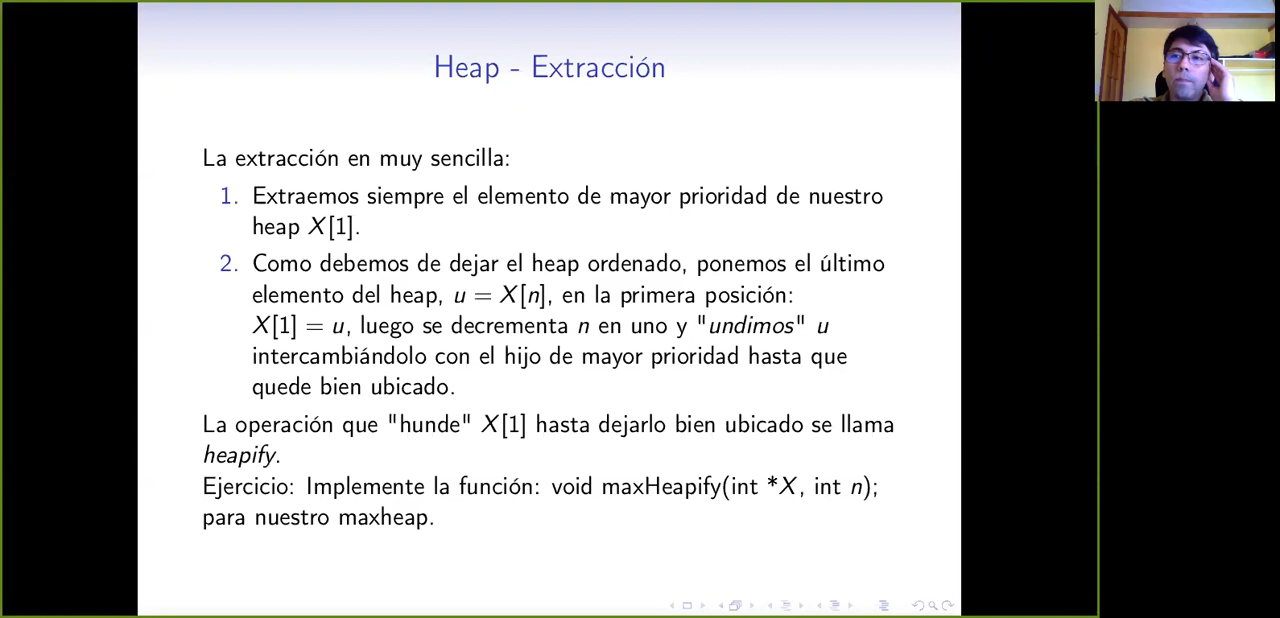 Heap - Extracción
La extracción en muy sencilla:
1. Extraemos siempre el elemento de mayor prioridad de nuestro
heap X[1].
2. Como debemos de dejar el heap ordenado, ponemos el último
elemento del heap, u = X[n], en la primera posición:
X[1] = u, luego se decrementa n en uno y "undimos" u
intercambiándolo con el hijo de mayor prioridad hasta que
quede bien ubicado.
La operación que "hunde" X[1] hasta dejarlo bien ubicado se llama
heapify.
Ejercicio: Implemente la función: void maxHeapify(int *X, int n);
para nuestro maxheap.